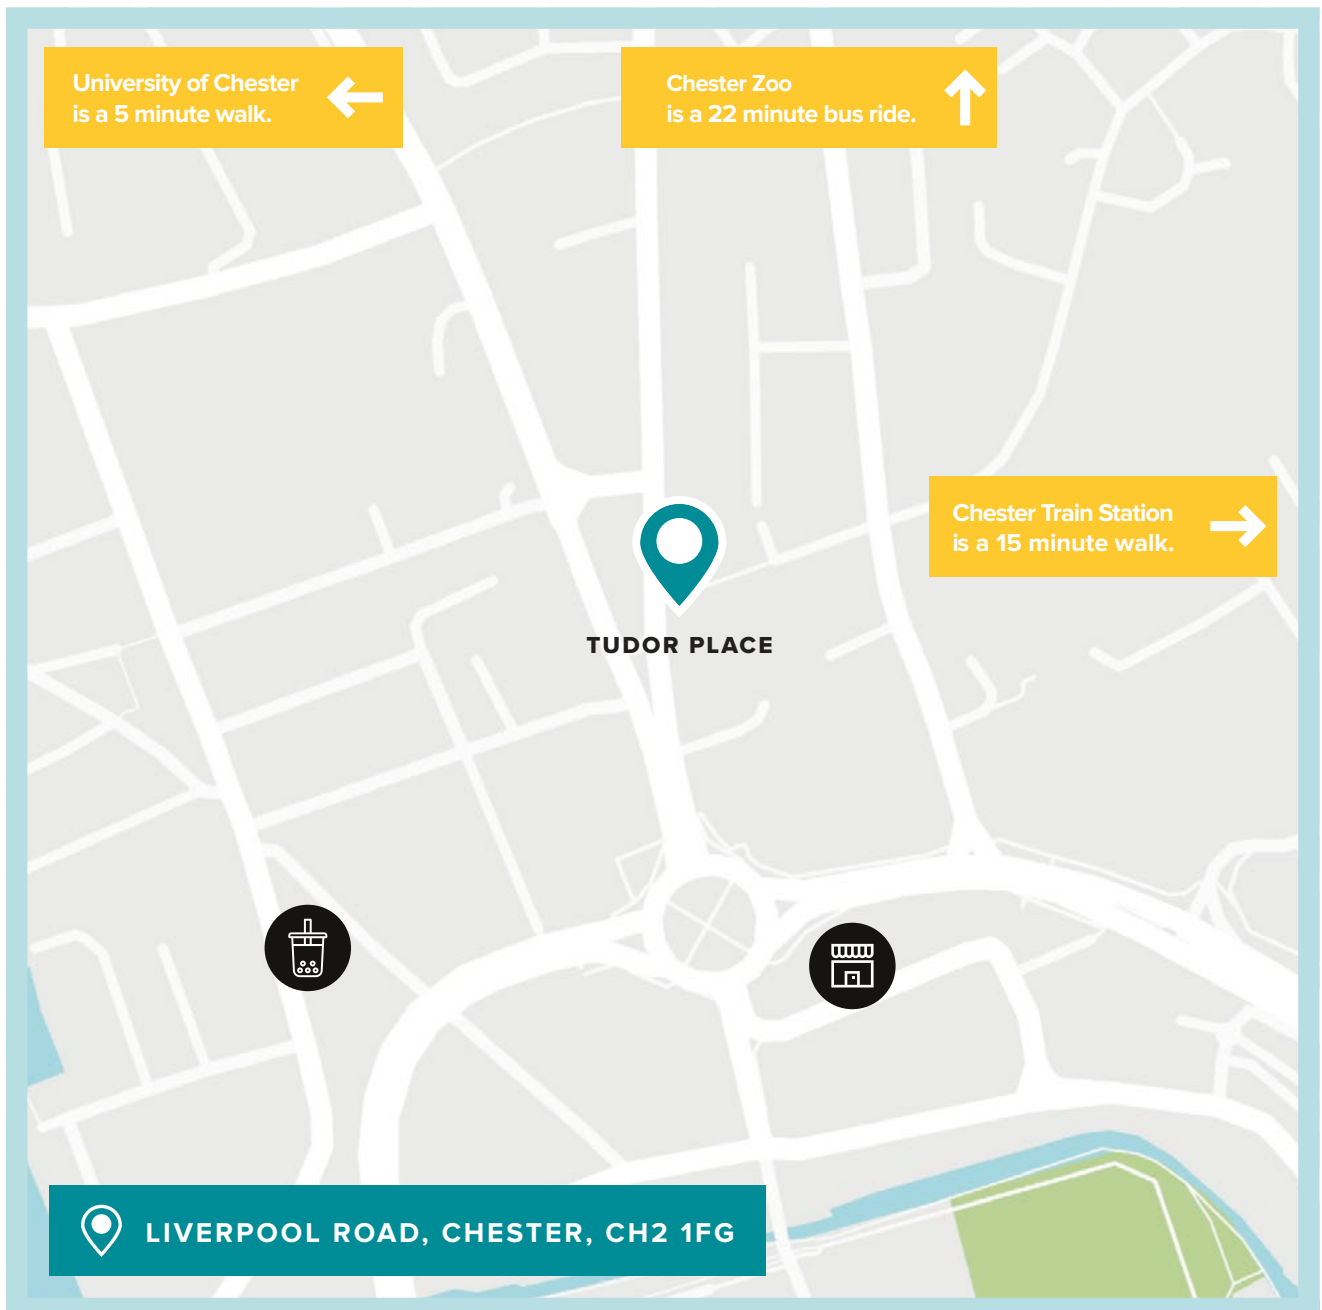 University of Chester
is a 5 minute walk.
Chester Zoo
is a 22 minute bus ride.
Chester Train Station
is a 15 minute walk.
TUDOR PLACE
LIVERPOOL ROAD, CHESTER, CH2 1FG